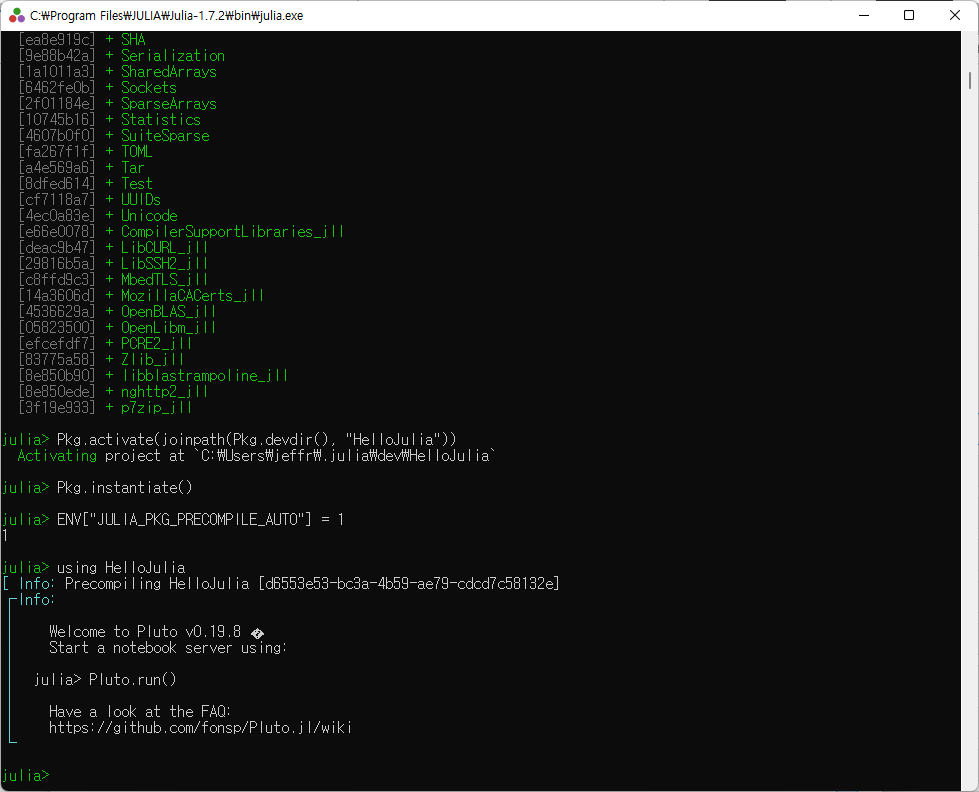 C:₩Program Files₩JULIA₩Julia-1.7.2₩bin₩julia.exe
[ea8e919c] + SHA
[9e88b42a] + Serialization
[1a1011a3] + SharedArrays
[6462fe0b] + Sockets
[2f01184e] + SparseArrays
[10745b16] + Statistics
[4607b0f0] + SuiteSparse
[fa267f1f] + TOML
[a4e569a6] + Tar
[8dfed614] + Test
[cf7118a7] + UUIDs
[4ec0a83e] + Unicode
[e66e0078] + CompilerSupportLibraries_jll
[deac9b47] + LibCURL_jll
[29816b5a] + LibSSH2_jll
[c8ffd9c3] + MbedTLS_jll
[14a3606d] + MozillaCACerts_jll
[4536629a] + OpenBLAS_jll
[05823500] + OpenLibm_jll
[efcefdf7] + PCRE2_jll
[83775a58] + Zlib_jll
[8e850b90] + libblastrampoline_jll
[8e850ede] + nghttp2_jll
[3f19e933] + p7zip_jll
julia> Pkg.activate(joinpath(Pkg.devdir(), "HelloJulia"))
Activating project at `C:₩Users₩jeffr₩.julia₩dev₩HelloJulia`
julia> Pkg.instantiate()
julia> ENV["JULIA_PKG_PRECOMPILE_AUTO"] = 1
1
julia> using HelloJulia
[ Info: Precompiling HelloJulia [d6553e53-bc3a-4b59-ae79-cdcd7c58132e]
┌ Info:
Welcome to Pluto v0.19.8 �
Start a notebook server using:
julia> Pluto.run()
Have a look at the FAQ:
https://github.com/fonsp/Pluto.jl/wiki
julia>